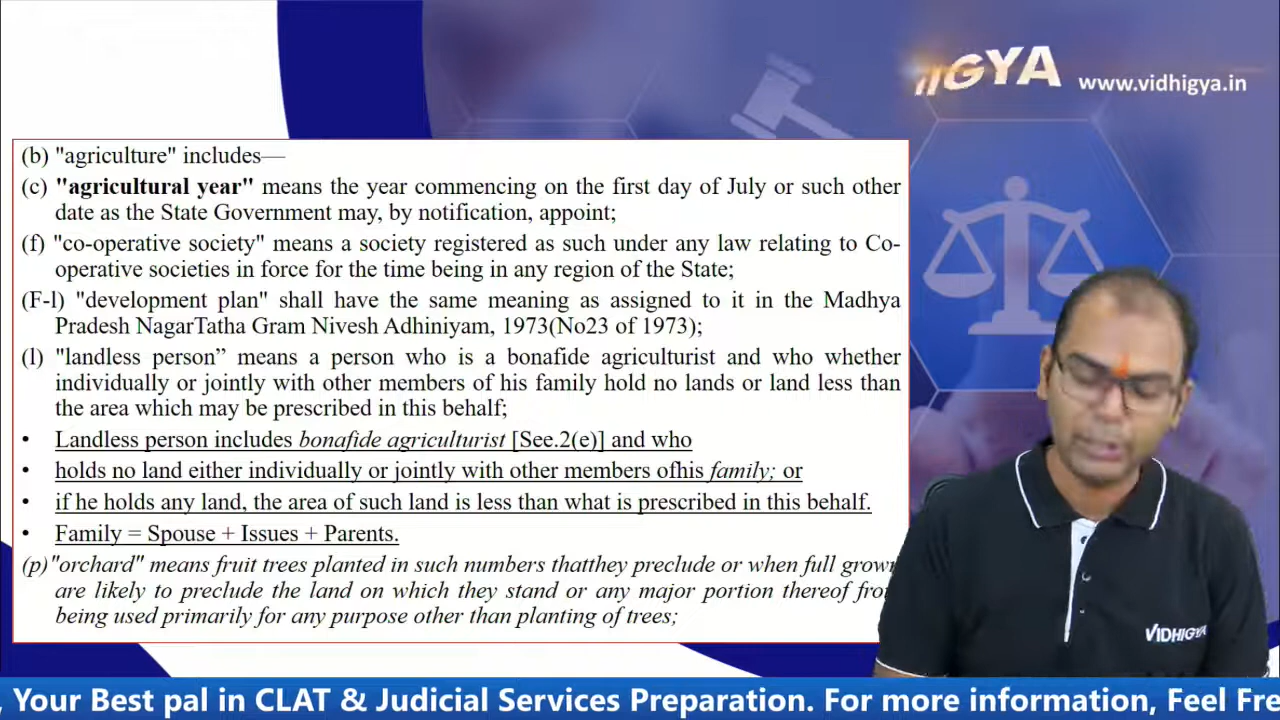 IGYA www.vidhigya.in
(b) "agriculture" includes—
(c) "agricultural year" means the year commencing on the first day of July or such other
date as the State Government may, by notification, appoint;
(f) "co-operative society" means a society registered as such under any law relating to Co-
operative societies in force for the time being in any region of the State;
(F-l) "development plan" shall have the same meaning as assigned to it in the Madhya
Pradesh NagarTatha Gram Nivesh Adhiniyam, 1973(No23 of 1973);
(l) "landless person” means a person who is a bonafide agriculturist and who whether
individually or jointly with other members of his family hold no lands or land less than
the area which may be prescribed in this behalf;
• Landless person includes bonafide agriculturist [See.2(e)] and who
• holds no land either individually or jointly with other members ofhis family; or
• if he holds any land, the area of such land is less than what is prescribed in this behalf.
• Family = Spouse + Issues + Parents.
(p) "orchard" means fruit trees planted in such numbers thatthey preclude or when full grown
are likely to preclude the land on which they stand or any major portion thereof fro
being used primarily for any purpose other than planting of trees;
VIDHIGYA
, Your Best pal in CLAT & Judicial Services Preparation. For more information, Feel Fre